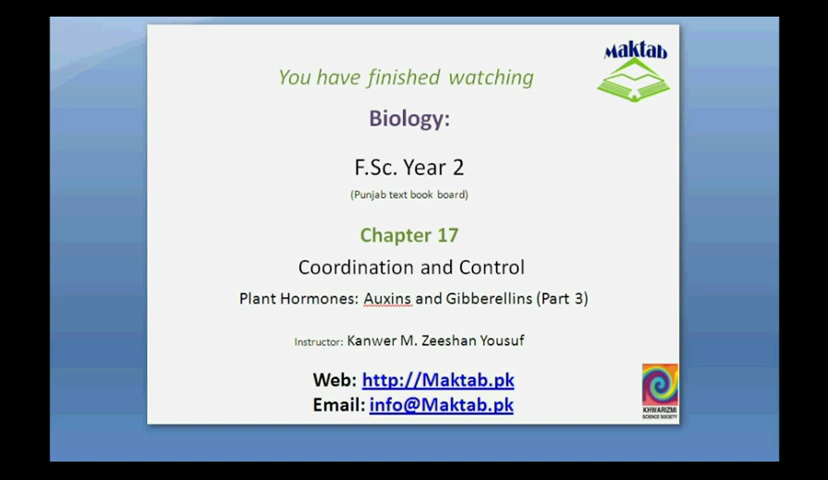 Maktab
You have finished watching
Biology:
F.Sc. Year 2
(Punjab text book board)
Chapter 17
Coordination and Control
Plant Hormones: Auxins and Gibberellins (Part 3)
Instructor: Kanwer M. Zeeshan Yousuf
Web: http://Maktab.pk
Email: info@Maktab.pk
KHWARIZMI
SCIENCE SOCIETY